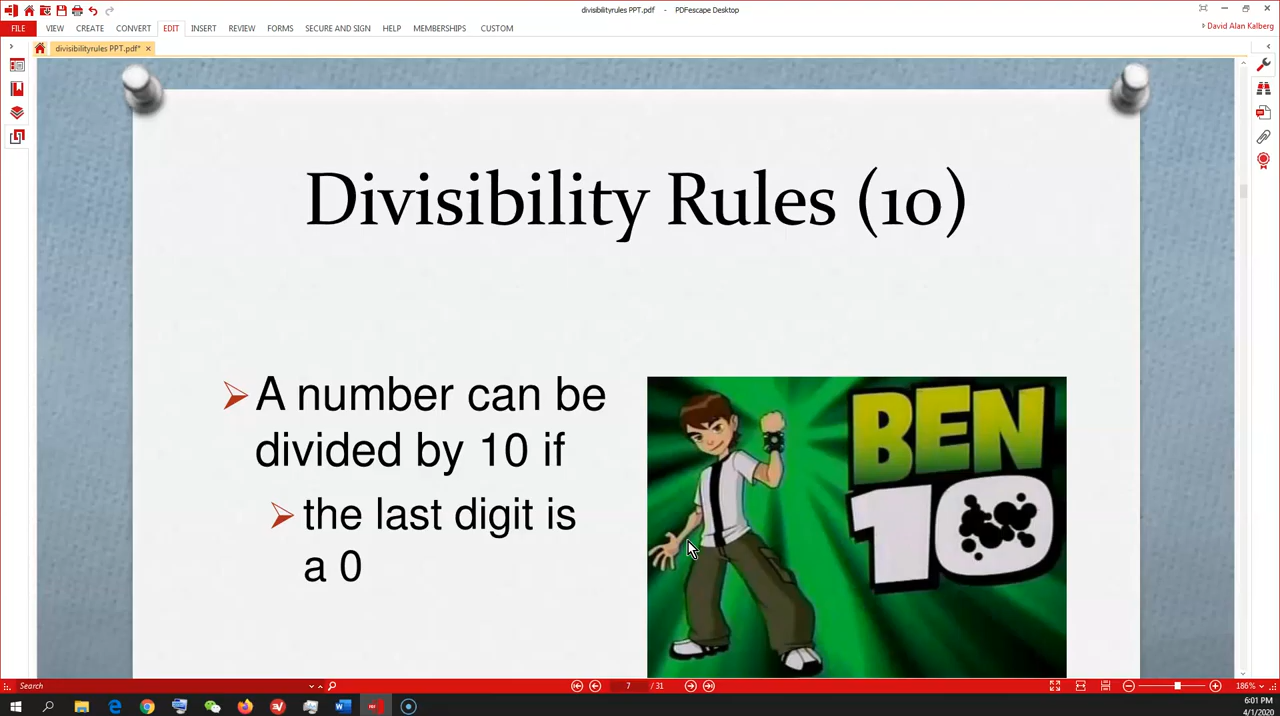 divisibilityrules PPT.pdf - PDFescape Desktop
FILE VIEW CREATE CONVERT EDIT INSERT REVIEW FORMS SECURE AND SIGN HELP MEMBERSHIPS CUSTOM
David Alan Kalberg
divisibilityrules PPT.pdf*
Divisibility Rules (10)
A number can be
divided by 10 if
the last digit is
a 0
BEN
10
Search
7 / 31
186%
6:01 PM
4/1/2020